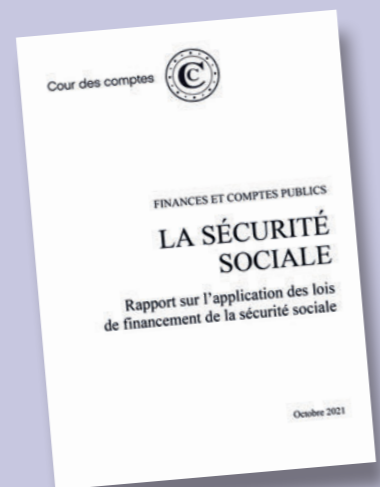 Cour des comptes
FINANCES ET COMPTES PUBLICS
LA SÉCURITÉ
SOCIALE
Rapport sur l'application des lois
de financement de la sécurité sociale
Octobre 2021